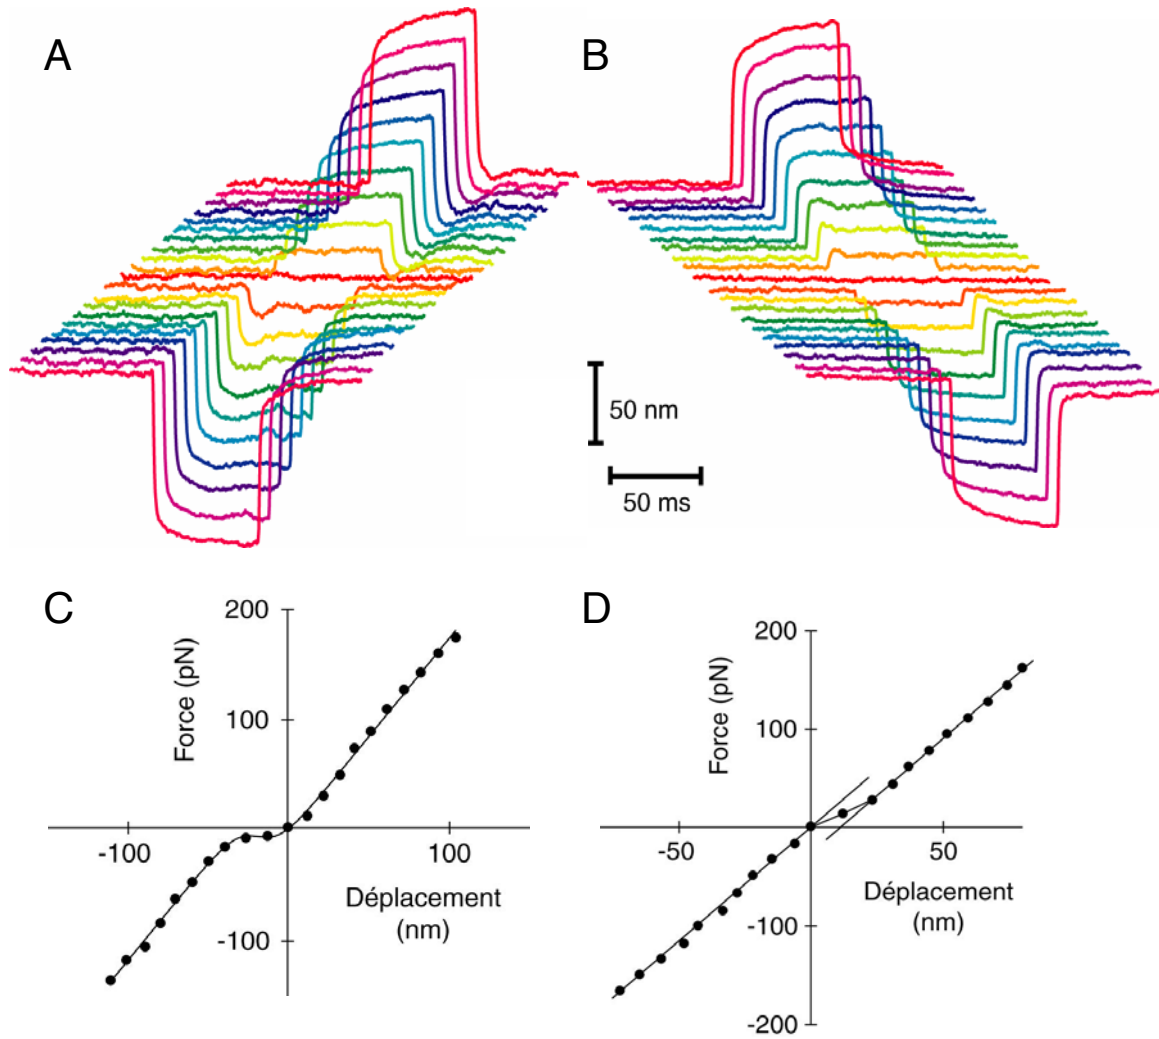 A
B
50 nm
50 ms
C
200
100
-100
100
-100
Force (pN)
Déplacement
(nm)
D
200
100
-50
50
-100
-200
Force (pN)
Déplacement
(nm)